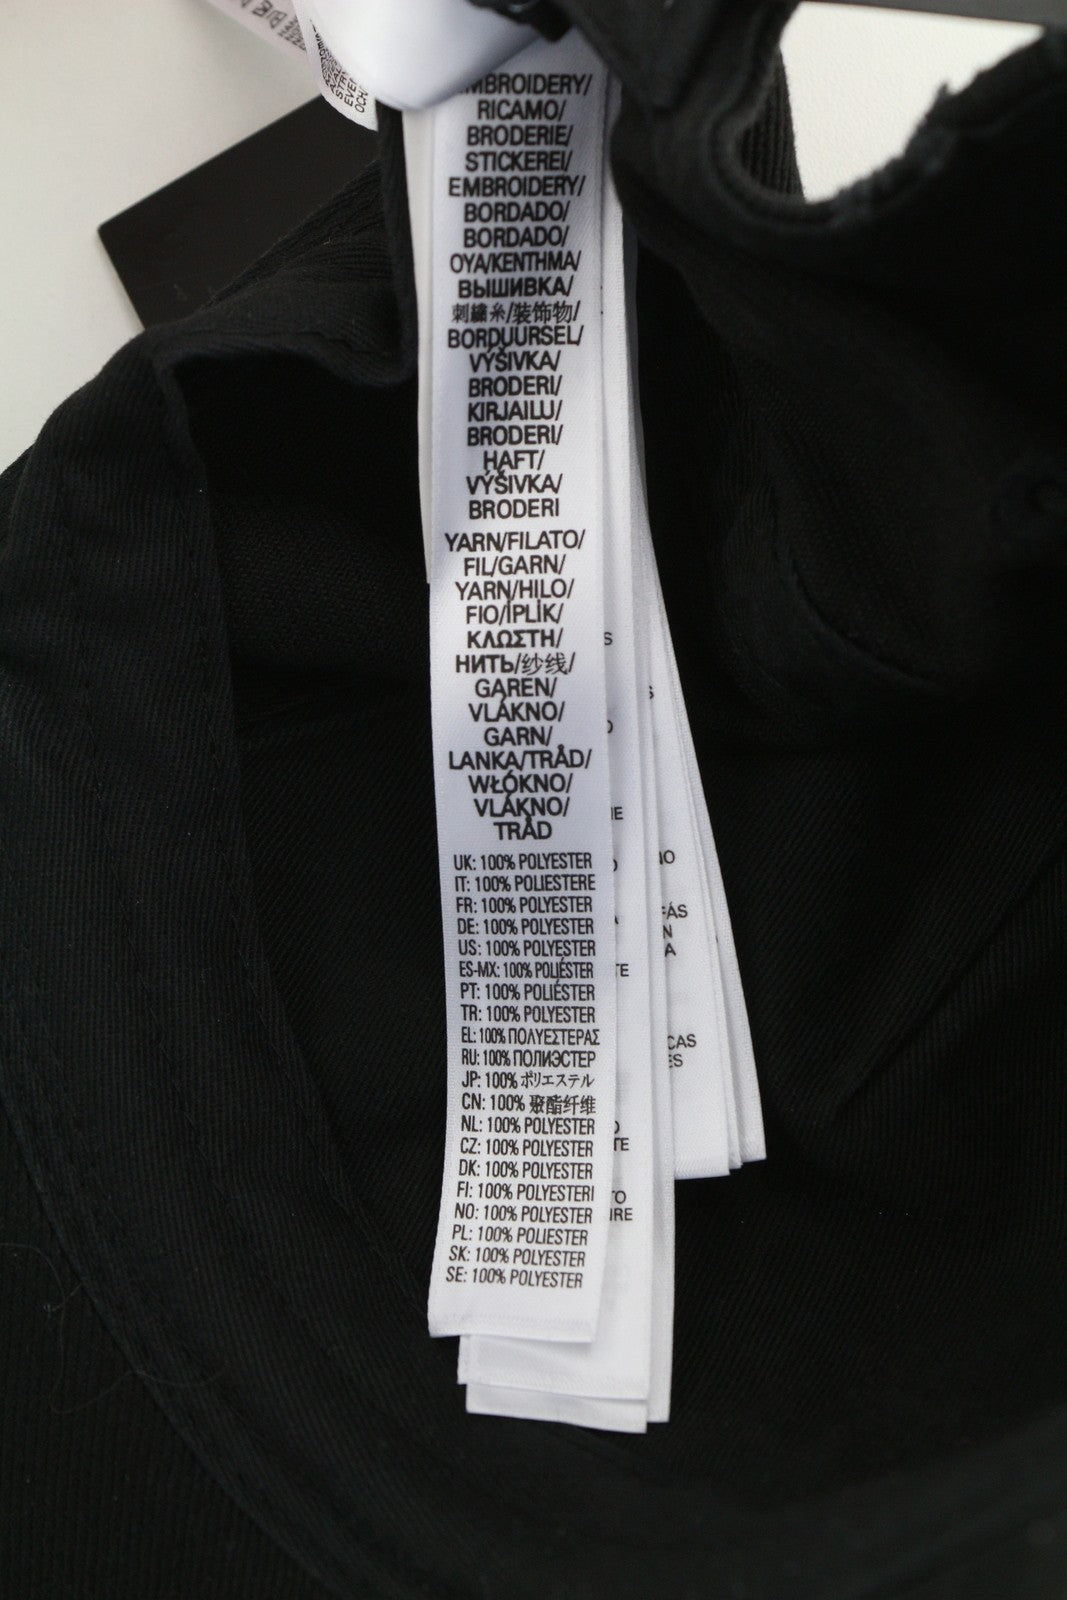 EMBROIDERY/
RICAMO/
BRODERIE/
STICKEREI/
EMBROIDERY/
BORDADO/
BORDADO/
OYA/ΚΕΝΤΗΜΑ/
ВЫШИВКА/
刺繍糸/装饰物/
BORDUURSEL/
VÝŠIVKA/
BRODERI/
KIRJAILU/
BRODERI/
HAFT/
VÝŠIVKA/
BRODERI
YARN/FILATO/
FIL/GARN/
YARN/HILO/
FIO/İPLİK/
ΚΛΩΣΤΗ/
НИТЬ/纱线/
GAREN/
VLÁKNO/
GARN/
LANKA/TRÅD/
WŁÓKNO/
VLÁKNO/
TRÅD
UK: 100% POLYESTER
IT: 100% POLIESTERE
FR: 100% POLYESTER
DE: 100% POLYESTER
US: 100% POLYESTER
ES-MX: 100% POLIÉSTER
PT: 100% POLIÉSTER
TR: 100% POLYESTER
EL: 100% ΠΟΛΥΕΣΤΕΡΑΣ
RU: 100% ПОЛИЭСТЕР
JP: 100% ポリエステル
CN: 100% 聚酯纤维
NL: 100% POLYESTER
CZ: 100% POLYESTER
DK: 100% POLYESTER
FI: 100% POLYESTERI
NO: 100% POLYESTER
PL: 100% POLIESTER
SK: 100% POLYESTER
SE: 100% POLYESTER